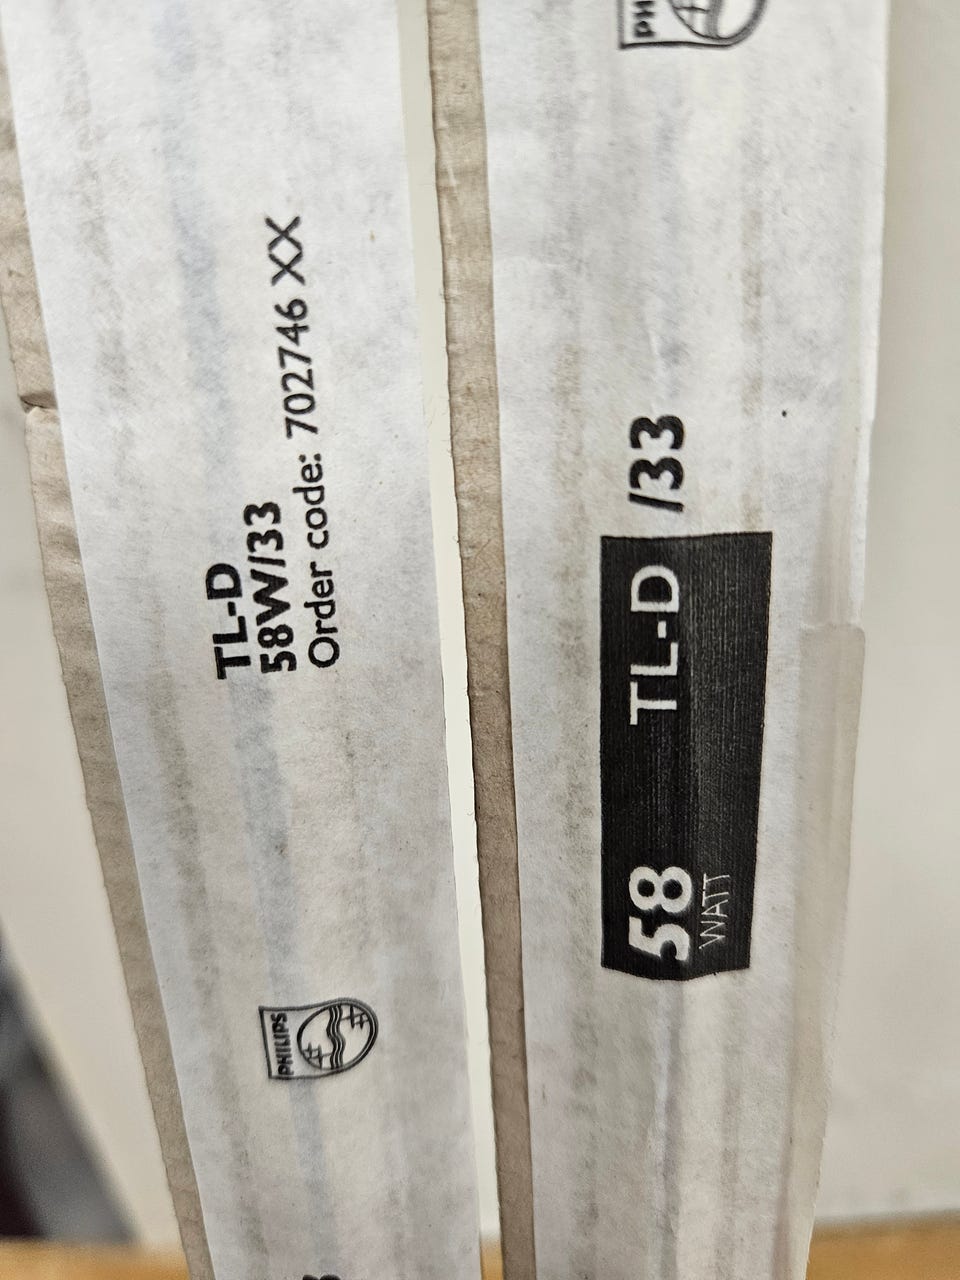 TL-D
58W/33
Order code: 702746 XX
PHILIPS
58 TL-D /33
WATT